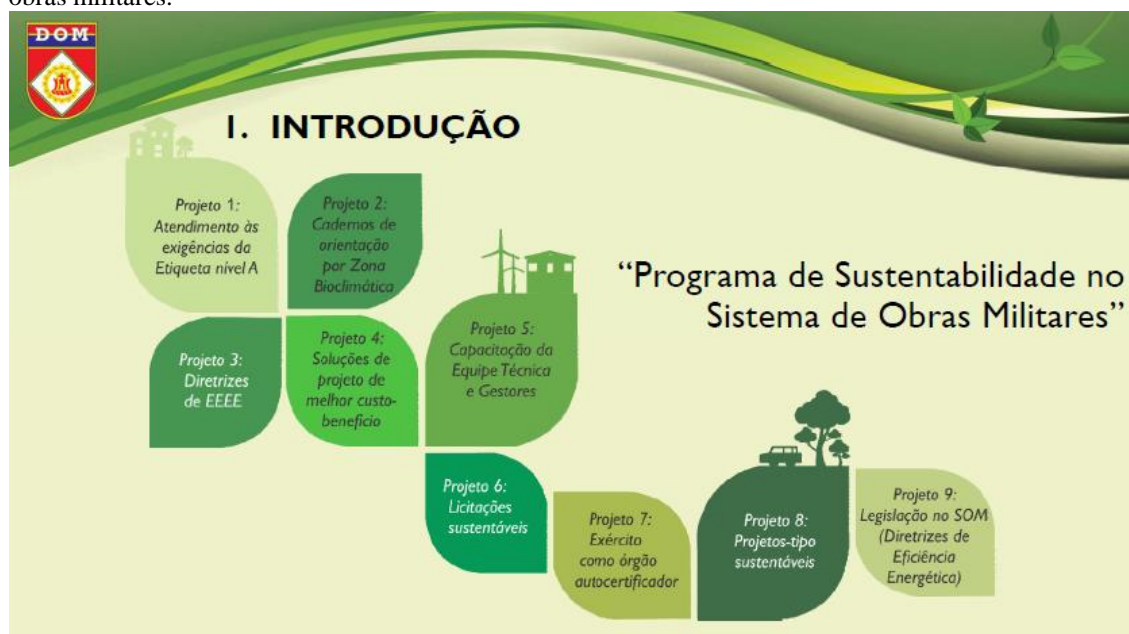 obras militares.
DOM
1. INTRODUÇÃO
Projeto 1:
Atendimento às
exigências da
Etiqueta nível A
Projeto 2:
Cadernos de
orientação
por Zona
Bioclimática
“Programa de Sustentabilidade no
Sistema de Obras Militares”
Projeto 3:
Diretrizes
de EEEE
Projeto 4:
Soluções de
projeto de
melhor custo-
benefício
Projeto 5:
Capacitação da
Equipe Técnica
e Gestores
Projeto 6:
Licitações
sustentáveis
Projeto 7:
Exército
como órgão
autocertificador
Projeto 8:
Projetos-tipo
sustentáveis
Projeto 9:
Legislação no SOM
(Diretrizes de
Eficiência
Energética)